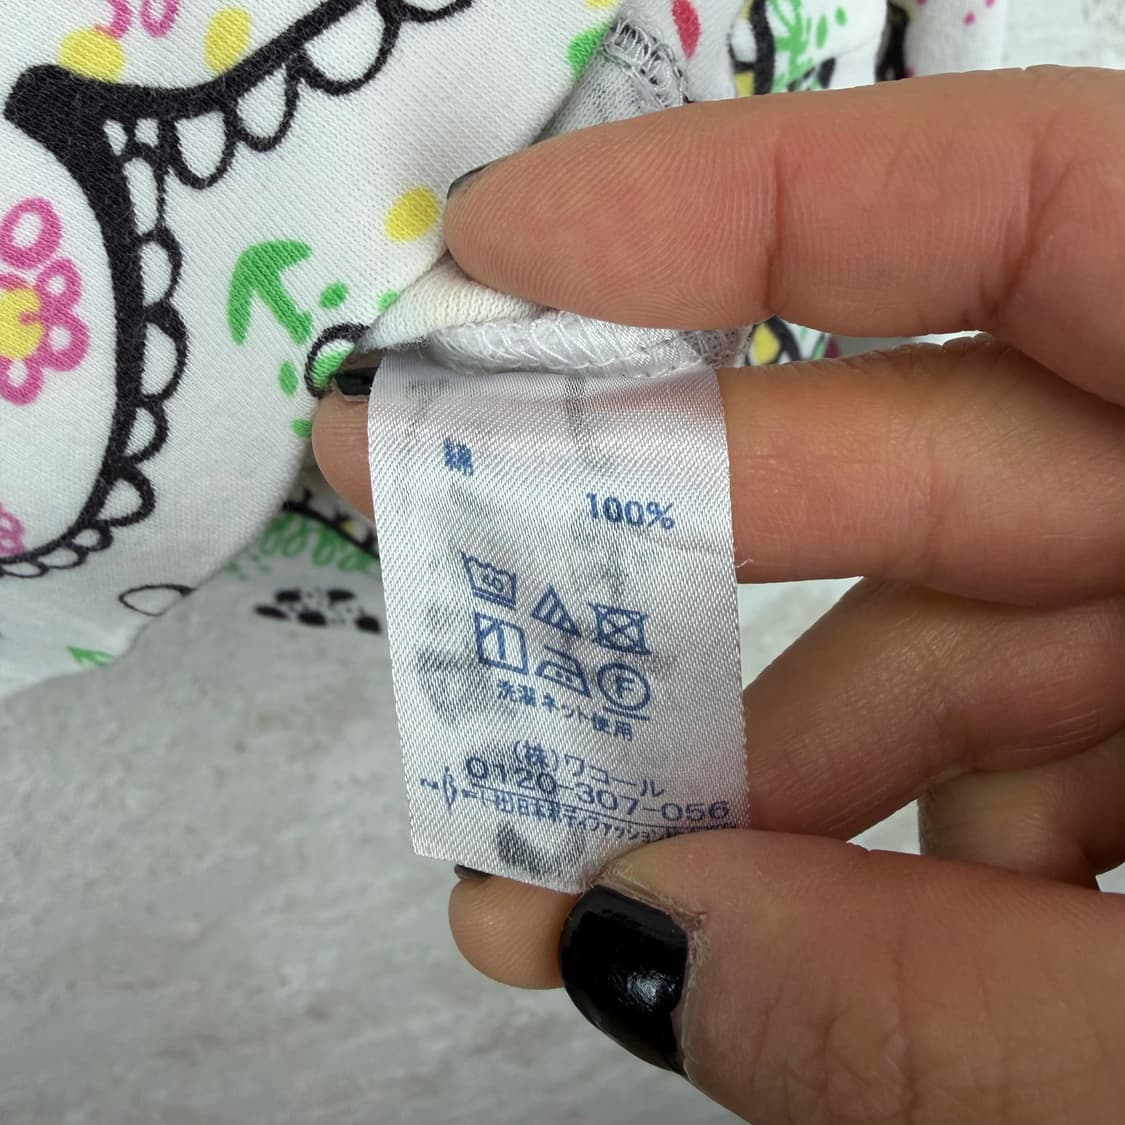 綿
100%
F
洗濯ネット使用
(株)ワコール
0120-307-056